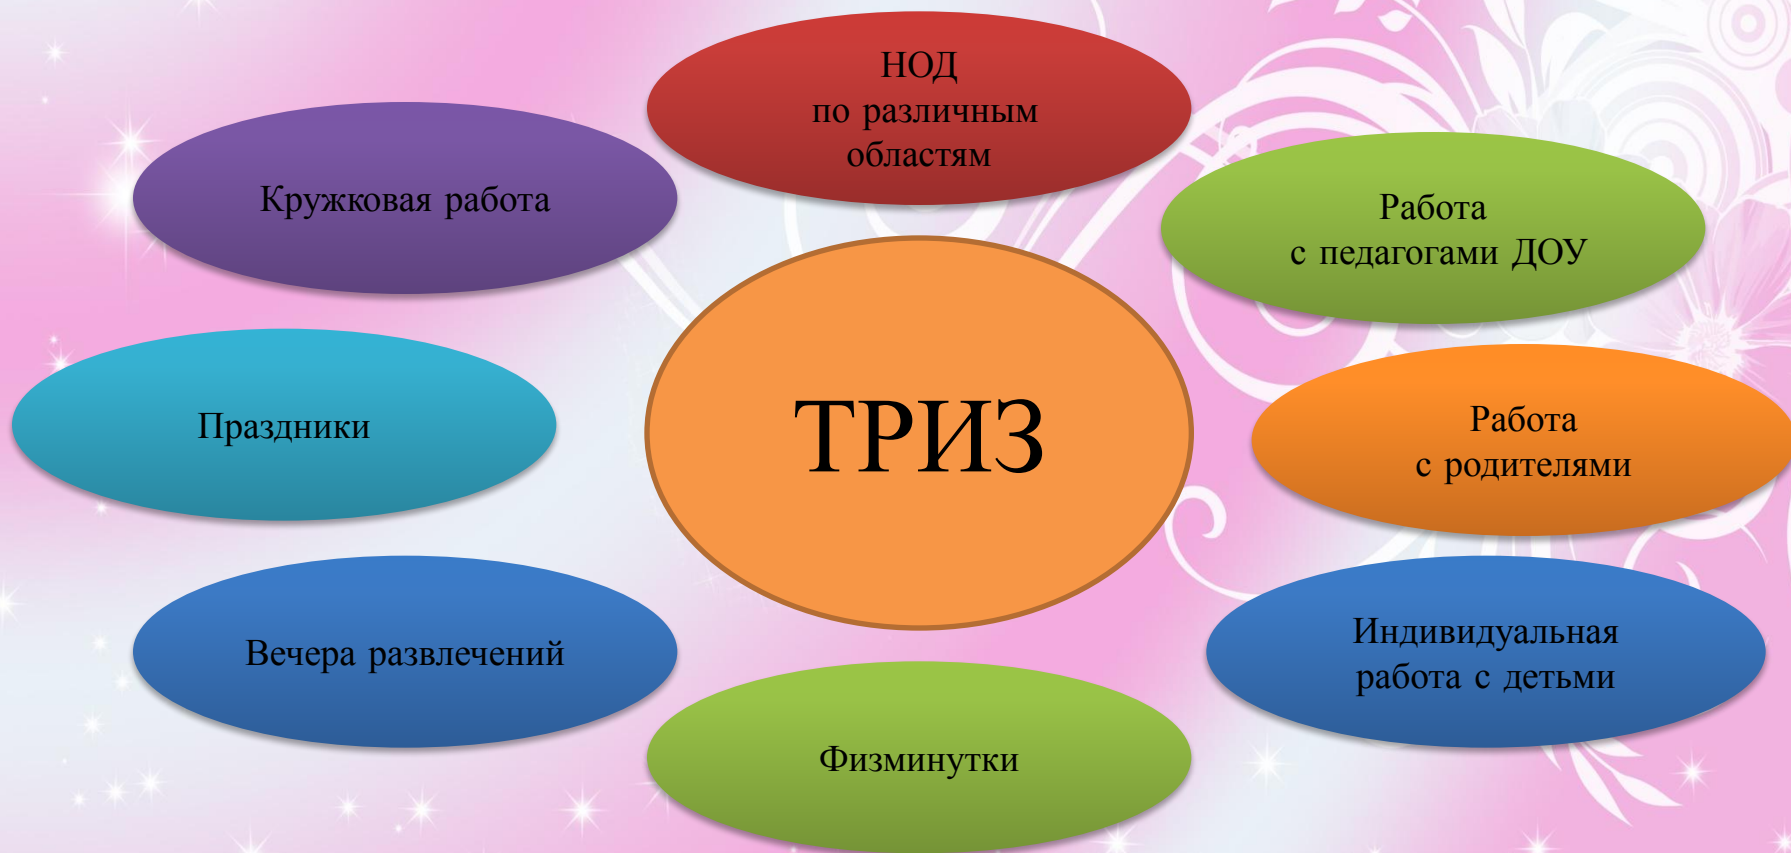 НОД
по различным
областям
Кружковая работа
Работа
с педагогами ДОУ
Праздники
ТРИЗ
Работа
с родителями
Вечера развлечений
Индивидуальная
работа с детьми
Физминутки